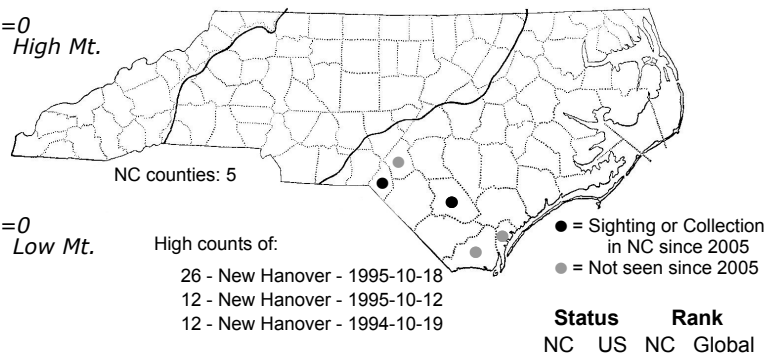 =0
High Mt.
NC counties: 5
=0
Low Mt.
High counts of:
26 - New Hanover - 1995-10-18
12 - New Hanover - 1995-10-12
12 - New Hanover - 1994-10-19
= Sighting or Collection
in NC since 2005
= Not seen since 2005
Status Rank
NC US NC Global